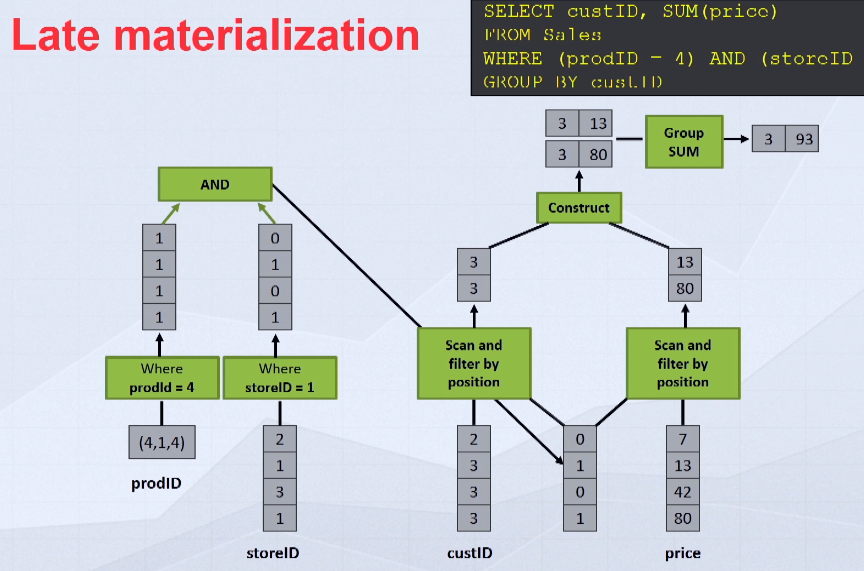 Late materialization
SELECT custID, SUM(price)
FROM Sales
WHERE (prodID = 4) AND (storeID
GROUP BY custID
3 13
3 80
Group
SUM
3 93
AND
Construct
1
1
1
1
0
1
0
1
3
3
13
80
Where
prodId = 4
Where
storeID = 1
Scan and
filter by
position
Scan and
filter by
position
(4,1,4)
prodID
2
1
3
1
storeID
2
3
3
3
custID
0
1
0
1
7
13
42
80
price